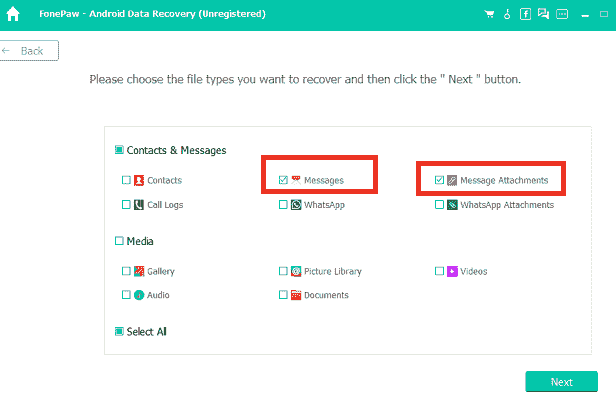 FonePaw - Android Data Recovery (Unregistered)
Back
Please choose the file types you want to recover and then click the " Next " button.
Contacts & Messages
Contacts
Messages
Message Attachments
Call Logs
WhatsApp
WhatsApp Attachments
Media
Gallery
Picture Library
Videos
Audio
Documents
Select All
Next